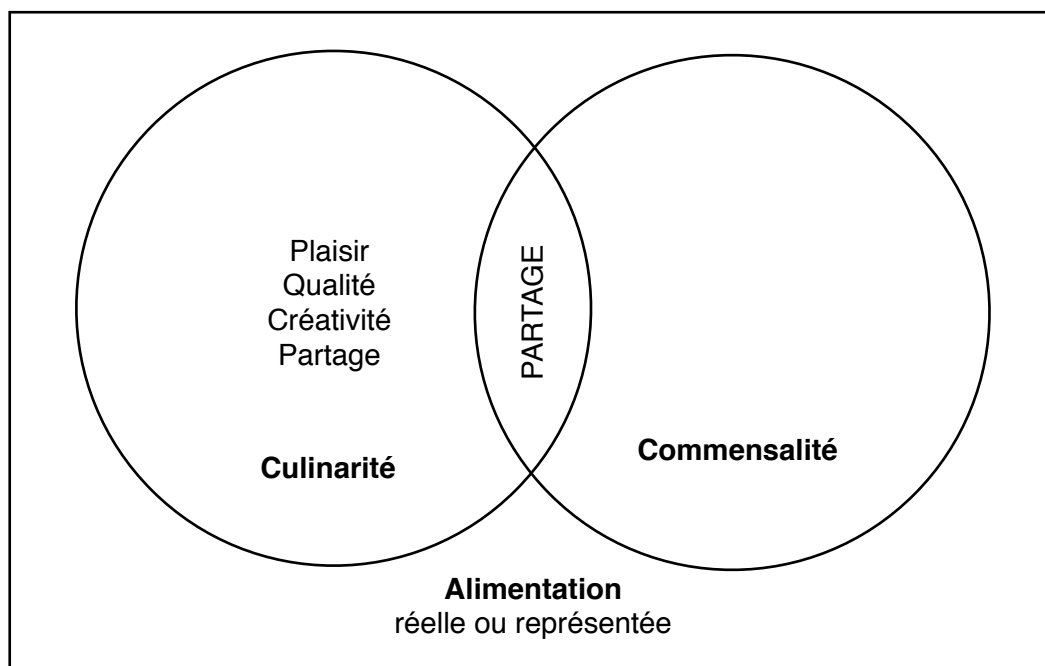 Plaisir
Qualité
Créativité
Partage
PARTAGE
Culinarité
Commensalité
Alimentation
réelle ou représentée